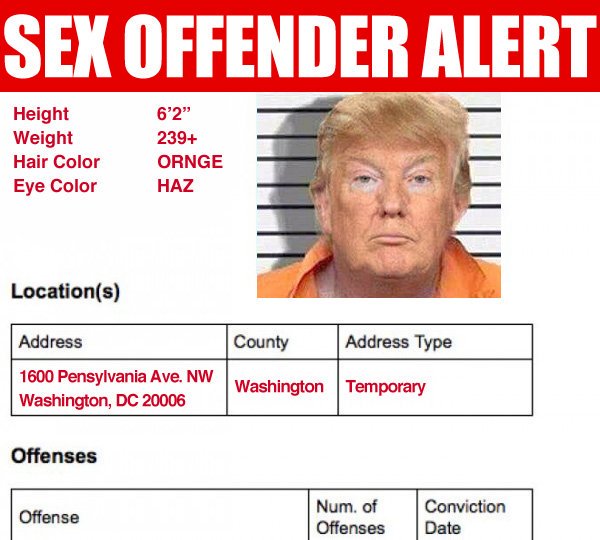 SEX OFFENDER ALERT
Height 6’2”
Weight 239+
Hair Color ORNGE
Eye Color HAZ
Location(s)
Address County Address Type
1600 Pensylvania Ave. NW
Washington, DC 20006
Washington Temporary
Offenses
Offense
Num. of
Offenses
Conviction
Date